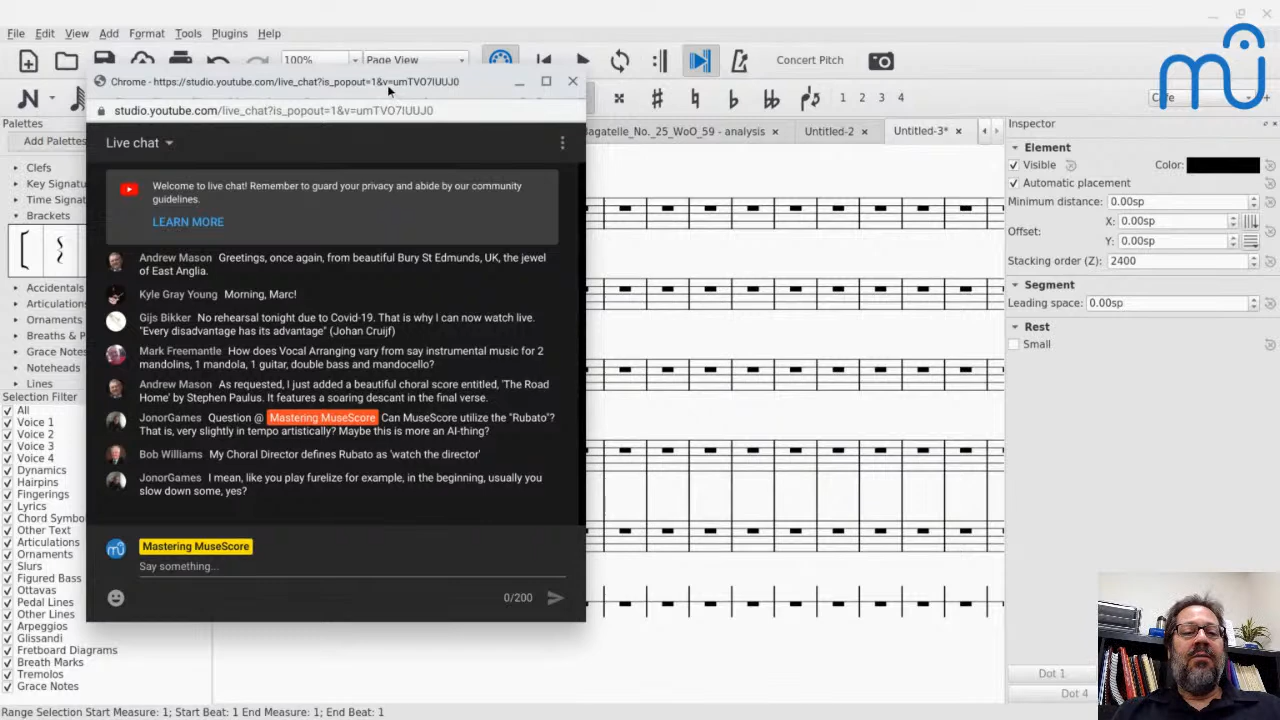 File Edit View Add Format Tools Plugins Help
100% Page View Concert Pitch
Chrome - https://studio.youtube.com/live_chat?is_popout=1&v=umTVO7lUUJ0
studio.youtube.com/live_chat?is_popout=1&v=umTVO7lUUJ0
1 2 3 4
Palettes
Add Palettes
Clefs
Key Signatu
Time Signat
Brackets
Accidentals
Articulations
Ornaments
Breaths & P
Grace Notes
Noteheads
Lines
Selection Filter
All
Voice 1
Voice 2
Voice 3
Voice 4
Dynamics
Hairpins
Fingerings
Lyrics
Chord Symbo
Other Text
Articulations
Ornaments
Slurs
Figured Bass
Ottavas
Pedal Lines
Other Lines
Arpeggios
Glissandi
Fretboard Diagrams
Breath Marks
Tremolos
Grace Notes
Live chat
Welcome to live chat! Remember to guard your privacy and abide by our community
guidelines.
LEARN MORE
Andrew Mason Greetings, once again, from beautiful Bury St Edmunds, UK, the jewel
of East Anglia.
Kyle Gray Young Morning, Marc!
Gijs Bikker No rehearsal tonight due to Covid-19. That is why I can now watch live.
"Every disadvantage has its advantage" (Johan Cruijf)
Mark Freemantle How does Vocal Arranging vary from say instrumental music for 2
mandolins, 1 mandola, 1 guitar, double bass and mandocello?
Andrew Mason As requested, I just added a beautiful choral score entitled, 'The Road
Home' by Stephen Paulus. It features a soaring descant in the final verse.
JonorGames Question @ Mastering MuseScore Can MuseScore utilize the "Rubato"?
That is, very slightly in tempo artistically? Maybe this is more an AI-thing?
Bob Williams My Choral Director defines Rubato as 'watch the director'
JonorGames I mean, like you play furelize for example, in the beginning, usually you
slow down some, yes?
Mastering MuseScore
Say something...
0/200
agatelle_No._25_WoO_59 - analysis Untitled-2 Untitled-3*
Inspector
Element
Visible Color:
Automatic placement
Minimum distance: 0.00sp
Offset: X: 0.00sp
Y: 0.00sp
Stacking order (Z): 2400
Segment
Leading space: 0.00sp
Rest
Small
Dot 1
Dot 4
Range Selection Start Measure: 1; Start Beat: 1 End Measure: 1; End Beat: 1